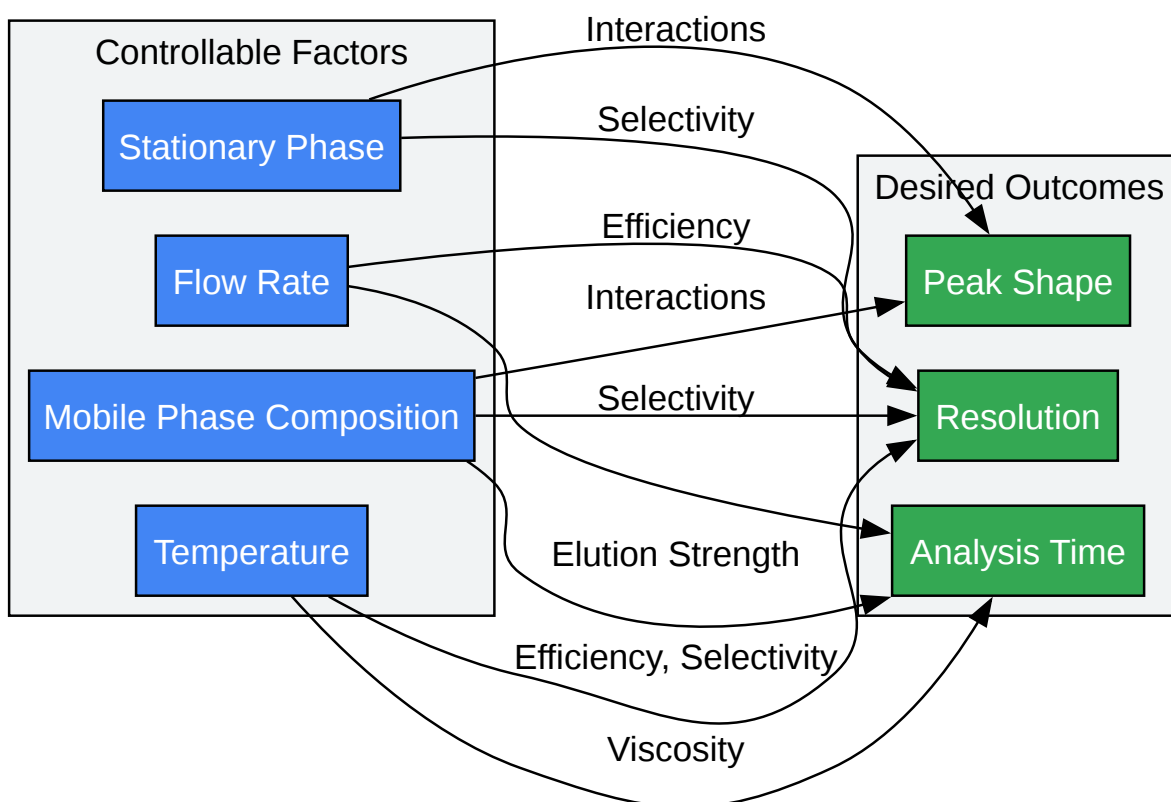 Controllable Factors
Stationary Phase
Flow Rate
Mobile Phase Composition
Temperature
Interactions
Selectivity
Efficiency
Interactions
Selectivity
Elution Strength
Efficiency, Selectivity
Viscosity
Desired Outcomes
Peak Shape
Resolution
Analysis Time